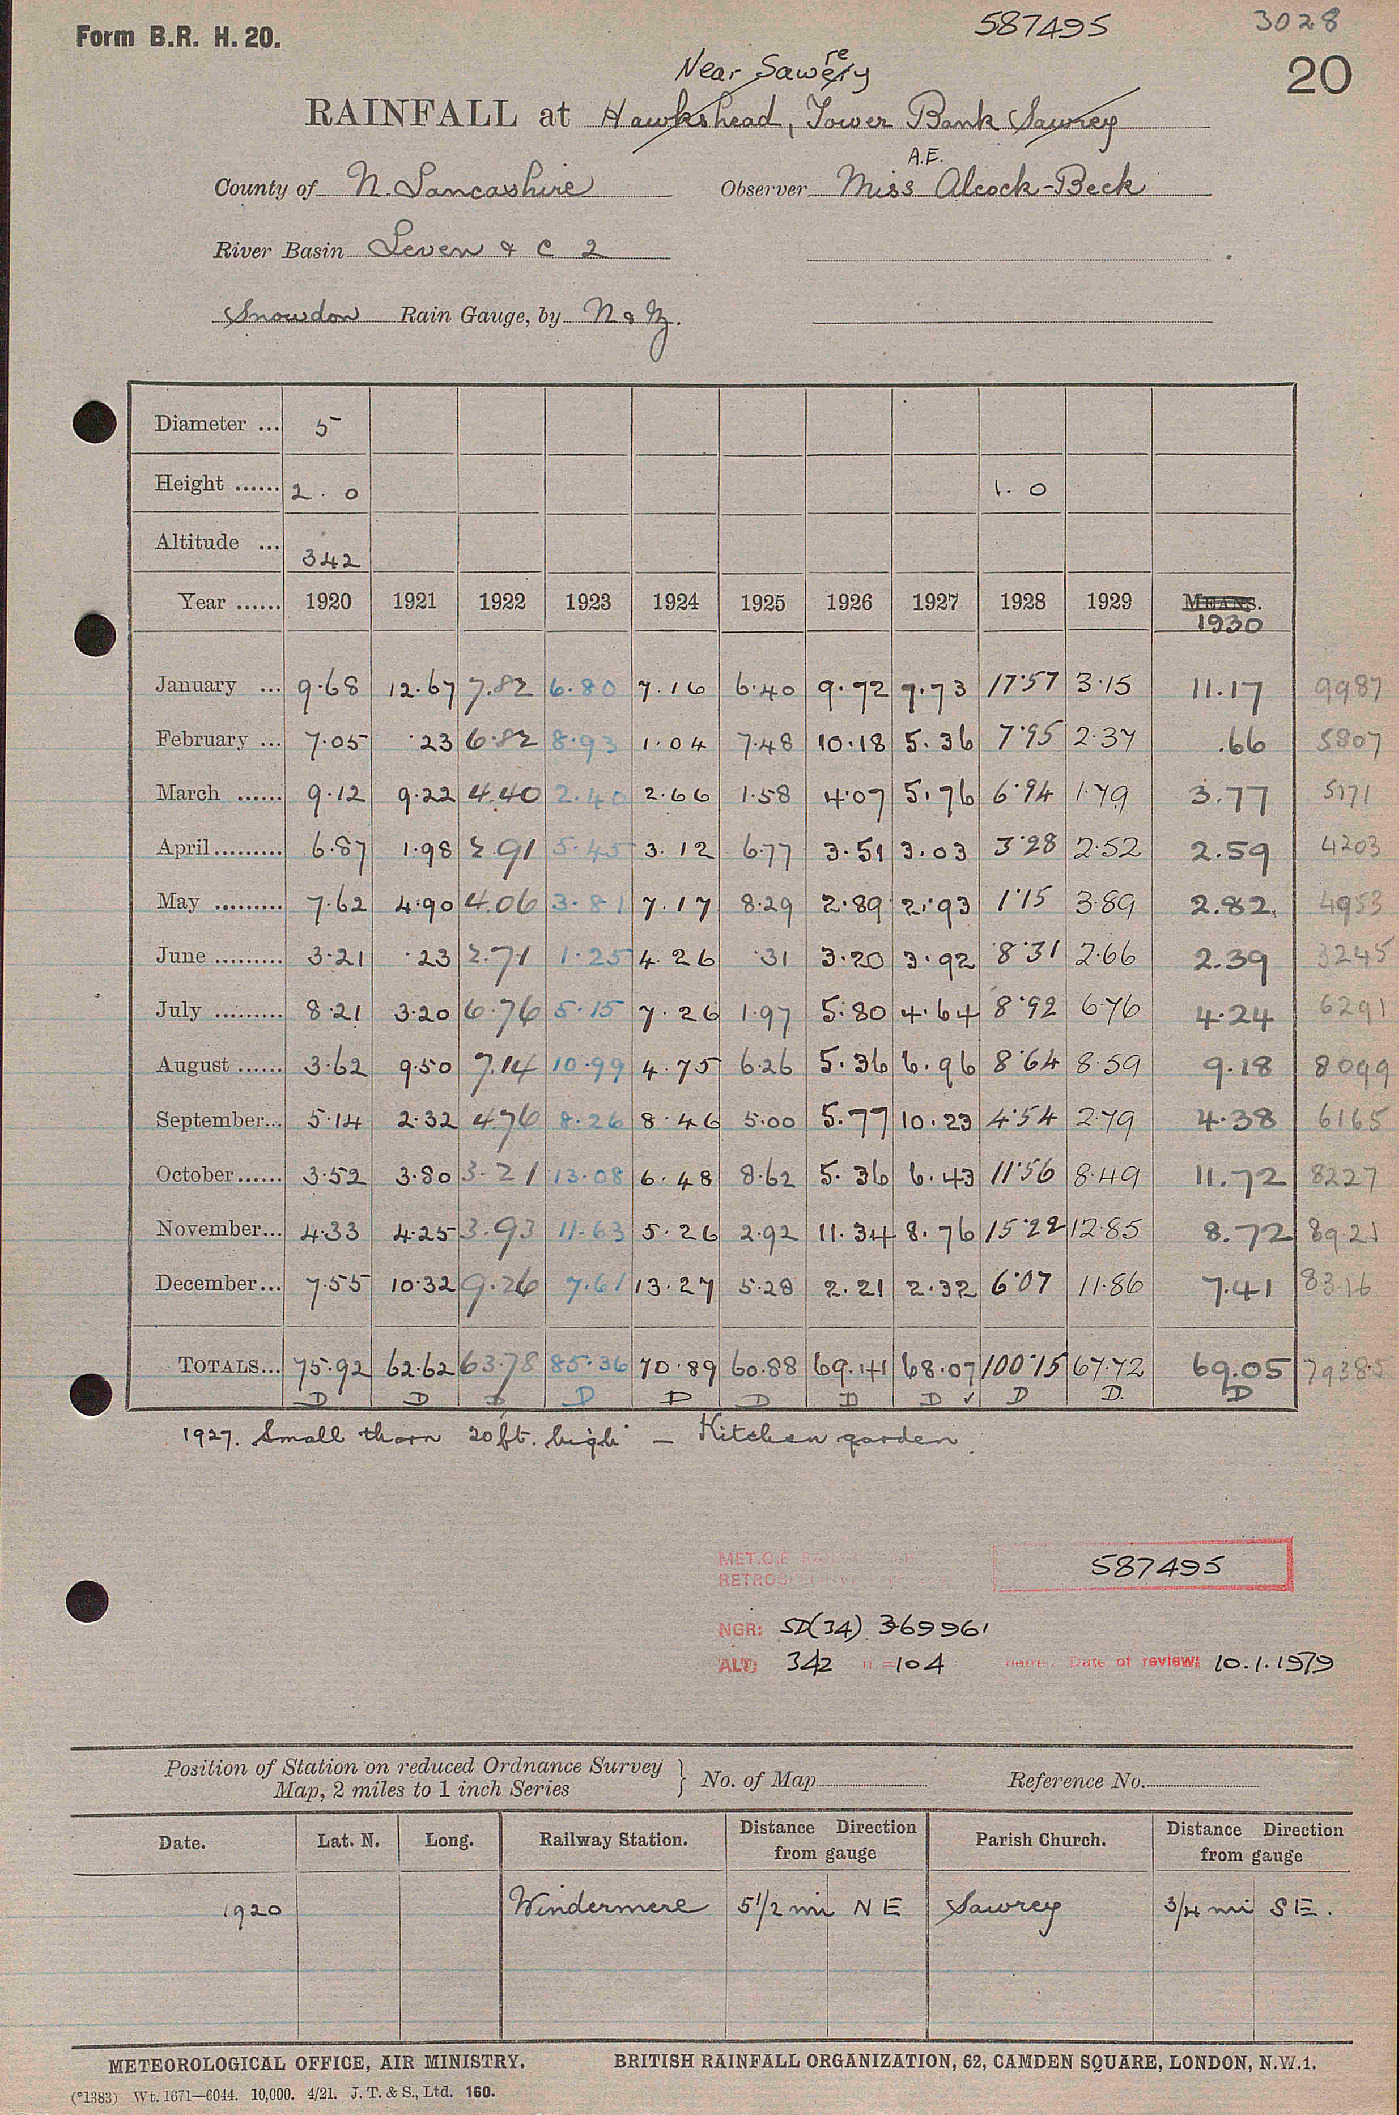 Form B.R. H. 20.
587495
3028
20
Near Sawrey
RAINFALL at Hawkshead, Tower Bank Sawrey
A.E.
County of N. Lancashire Observer Miss Alcock-Beck
River Basin Leven & C 2
Snowdon Rain Gauge, by N & Z.
Diameter ... 5
Height ...... 2. 0 1. 0
Altitude ... 342
Year ...... 1920 1921 1922 1923 1924 1925 1926 1927 1928 1929 MEANS. 1930
January ... 9.68 12.67 7.82 6.80 7.16 6.40 9.72 7.73 17.57 3.15 11.17 9987
February ... 7.05 .23 6.82 8.93 1.04 7.48 10.18 5.36 7.95 2.37 .66 5807
March ...... 9.12 9.22 4.40 2.40 2.66 1.58 4.07 5.76 6.94 1.79 3.77 5171
April ......... 6.87 1.98 2.91 5.45 3.12 6.77 3.51 3.03 3.28 2.52 2.59 4203
May ......... 7.62 4.90 4.06 3.81 7.17 8.29 2.89 2.93 1.15 3.89 2.82 4953
June ......... 3.21 .23 2.71 1.25 4.26 .31 3.20 3.92 8.31 2.66 2.39 3245
July ......... 8.21 3.20 6.76 5.15 7.26 1.97 5.80 4.64 8.92 6.76 4.24 6291
August ...... 3.62 9.50 7.14 10.99 4.75 6.26 5.36 6.96 8.64 8.59 9.18 8099
September... 5.14 2.32 4.76 8.26 8.46 5.00 5.77 10.23 4.54 2.79 4.38 6165
October ...... 3.52 3.80 3.21 13.08 6.48 8.62 5.36 6.43 11.56 8.49 11.72 8227
November... 4.33 4.25 3.93 11.63 5.26 2.92 11.34 8.76 15.22 12.85 8.72 8921
December... 7.55 10.32 9.26 7.61 13.27 5.28 2.21 2.32 6.07 11.86 7.41 8316
TOTALS... 75.92 62.62 63.78 85.36 70.89 60.88 69.41 68.07 100.15 67.72 69.05 79385
D D D D D D D D ✓ D D. D
1927. Small thorn 20ft. high — Kitchen garden.
MET.O.8
587495
NGR: SD(34) 369961
ALT: 342 = 104 Date of review: 10.1.1979
Position of Station on reduced Ordnance Survey
Map, 2 miles to 1 inch Series } No. of Map Reference No.
Date. Lat. N. Long. Railway Station. Distance Direction from gauge Parish Church. Distance Direction from gauge
1920 Windermere 5 1/2 mi N E Sawrey 3/4 mi S E.
METEOROLOGICAL OFFICE, AIR MINISTRY. BRITISH RAINFALL ORGANIZATION, 62, CAMDEN SQUARE, LONDON, N.W.1.
(*1383) Wt. 1671—6044. 10,000. 4/21. J. T. & S., Ltd. 160.